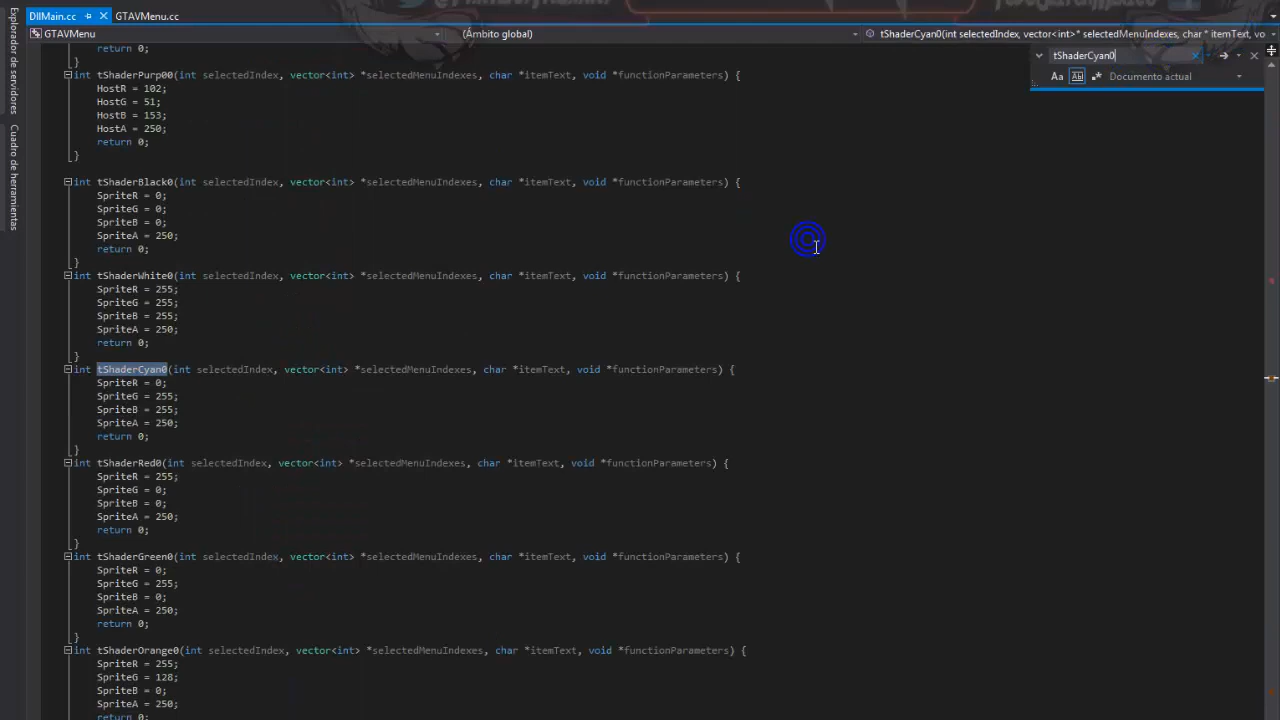 DllMain.cc
GTAVMenu.cc
GTAVMenu
(Ámbito global)
tShaderCyan0(int selectedIndex, vector<int>* selectedMenuIndexes, char * itemText, vo
Explorador de servidores
Cuadro de herramientas
tShaderCyan0
Aa
Documento actual
return 0;
}
int tShaderPurp00(int selectedIndex, vector<int> *selectedMenuIndexes, char *itemText, void *functionParameters) {
HostR = 102;
HostG = 51;
HostB = 153;
HostA = 250;
return 0;
}
int tShaderBlack0(int selectedIndex, vector<int> *selectedMenuIndexes, char *itemText, void *functionParameters) {
SpriteR = 0;
SpriteG = 0;
SpriteB = 0;
SpriteA = 250;
return 0;
}
int tShaderWhite0(int selectedIndex, vector<int> *selectedMenuIndexes, char *itemText, void *functionParameters) {
SpriteR = 255;
SpriteG = 255;
SpriteB = 255;
SpriteA = 250;
return 0;
}
int tShaderCyan0(int selectedIndex, vector<int> *selectedMenuIndexes, char *itemText, void *functionParameters) {
SpriteR = 0;
SpriteG = 255;
SpriteB = 255;
SpriteA = 250;
return 0;
}
int tShaderRed0(int selectedIndex, vector<int> *selectedMenuIndexes, char *itemText, void *functionParameters) {
SpriteR = 255;
SpriteG = 0;
SpriteB = 0;
SpriteA = 250;
return 0;
}
int tShaderGreen0(int selectedIndex, vector<int> *selectedMenuIndexes, char *itemText, void *functionParameters) {
SpriteR = 0;
SpriteG = 255;
SpriteB = 0;
SpriteA = 250;
return 0;
}
int tShaderOrange0(int selectedIndex, vector<int> *selectedMenuIndexes, char *itemText, void *functionParameters) {
SpriteR = 255;
SpriteG = 128;
SpriteB = 0;
SpriteA = 250;
return 0;